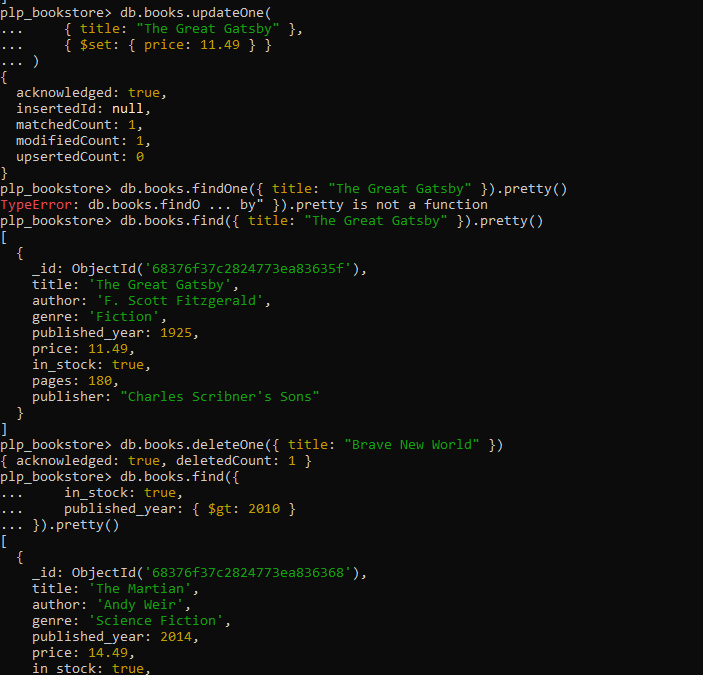 plp_bookstore> db.books.updateOne(
...     { title: "The Great Gatsby" },
...     { $set: { price: 11.49 } }
... )
{
  acknowledged: true,
  insertedId: null,
  matchedCount: 1,
  modifiedCount: 1,
  upsertedCount: 0
}
plp_bookstore> db.books.findOne({ title: "The Great Gatsby" }).pretty()
TypeError: db.books.findO ... by" }).pretty is not a function
plp_bookstore> db.books.find({ title: "The Great Gatsby" }).pretty()
[
  {
    _id: ObjectId('68376f37c2824773ea83635f'),
    title: 'The Great Gatsby',
    author: 'F. Scott Fitzgerald',
    genre: 'Fiction',
    published_year: 1925,
    price: 11.49,
    in_stock: true,
    pages: 180,
    publisher: "Charles Scribner's Sons"
  }
]
plp_bookstore> db.books.deleteOne({ title: "Brave New World" })
{ acknowledged: true, deletedCount: 1 }
plp_bookstore> db.books.find({
...     in_stock: true,
...     published_year: { $gt: 2010 }
... }).pretty()
[
  {
    _id: ObjectId('68376f37c2824773ea836368'),
    title: 'The Martian',
    author: 'Andy Weir',
    genre: 'Science Fiction',
    published_year: 2014,
    price: 14.49,
    in_stock: true,